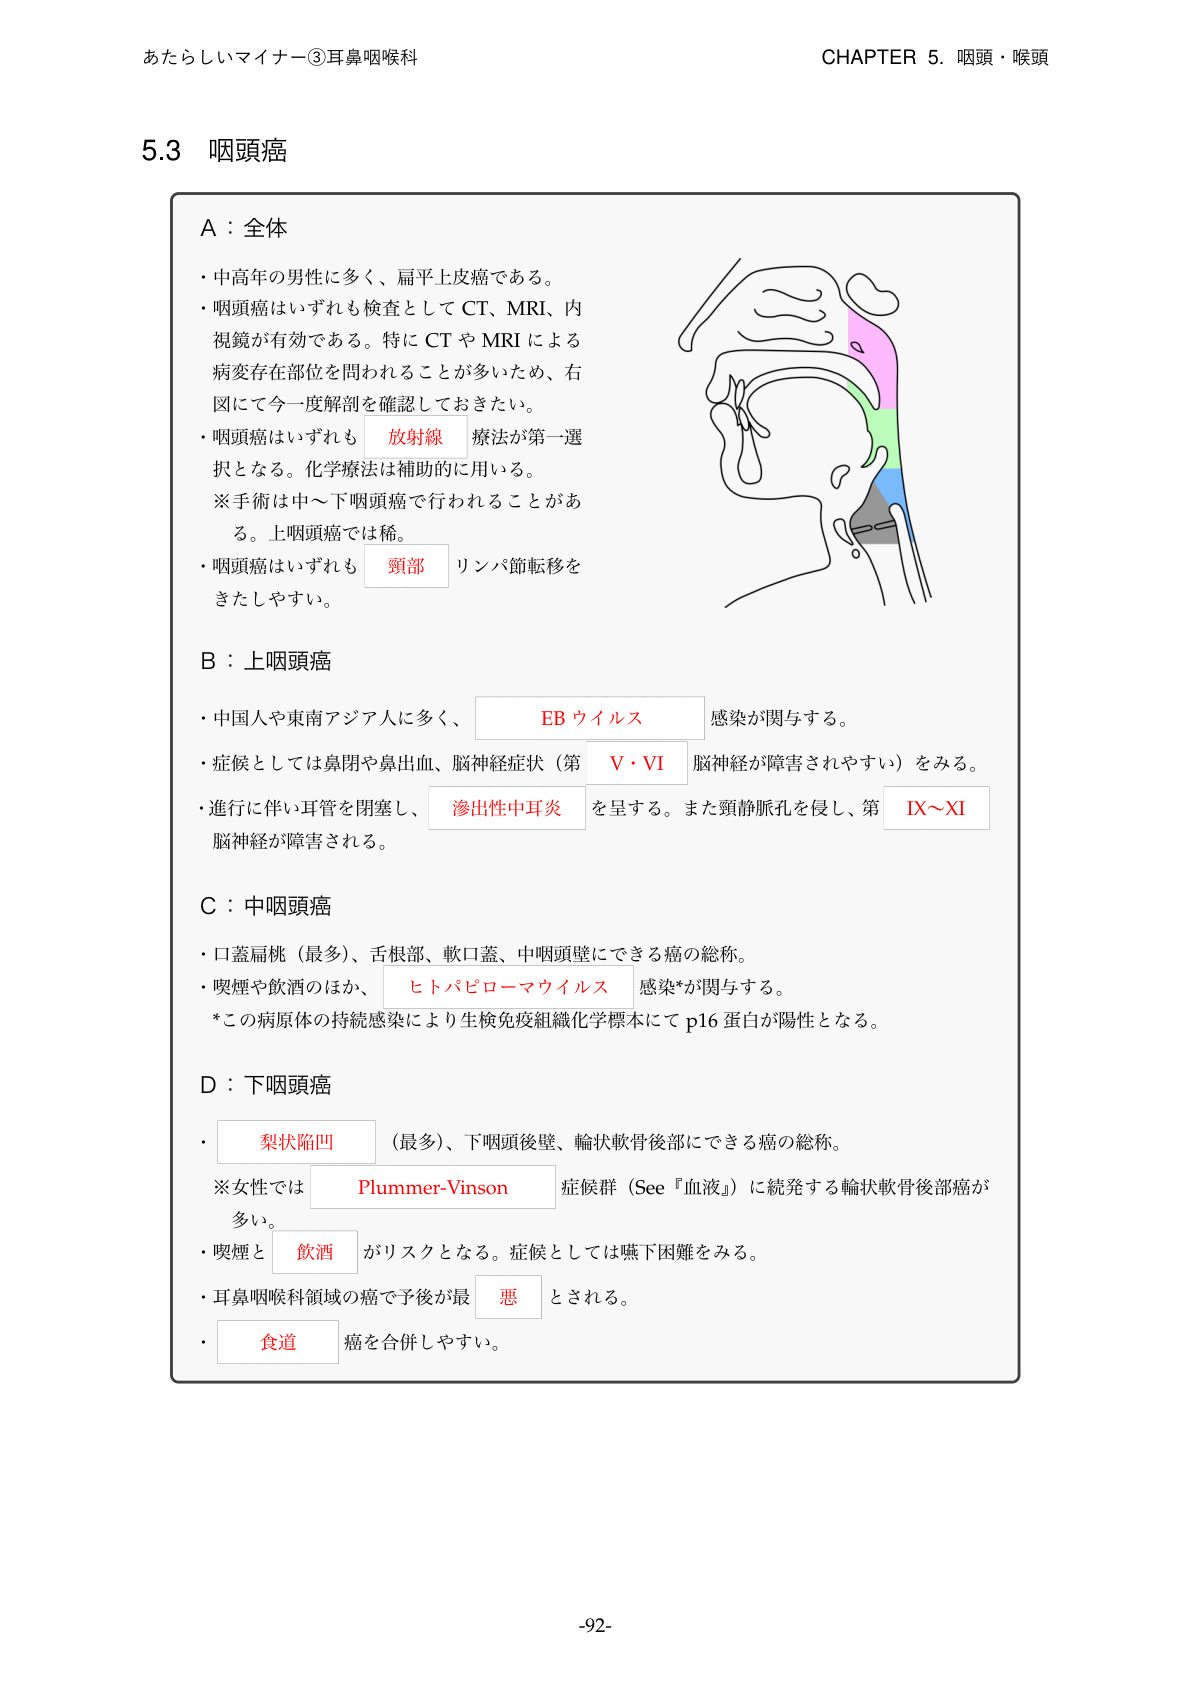 あたらしいマイナー③耳鼻咽喉科
CHAPTER 5. 咽頭・喉頭
5.3 咽頭癌
A：全体
・中高年の男性に多く、扁平上皮癌である。
・咽頭癌はいずれも検査として CT、MRI、内
視鏡が有効である。特に CT や MRI による
病変存在部位を問われることが多いため、右
図にて今一度解剖を確認しておきたい。
・咽頭癌はいずれも 放射線 療法が第一選
択となる。化学療法は補助的に用いる。
※手術は中〜下咽頭癌で行われることがあ
る。上咽頭癌では稀。
・咽頭癌はいずれも 頸部 リンパ節転移を
きたしやすい。
B：上咽頭癌
・中国人や東南アジア人に多く、 EB ウイルス 感染が関与する。
・症候としては鼻閉や鼻出血、脳神経症状（第 V・VI 脳神経が障害されやすい）をみる。
・進行に伴い耳管を閉塞し、 滲出性中耳炎 を呈する。また頸静脈孔を侵し、第 IX〜XI
脳神経が障害される。
C：中咽頭癌
・口蓋扁桃（最多）、舌根部、軟口蓋、中咽頭壁にできる癌の総称。
・喫煙や飲酒のほか、 ヒトパピローマウイルス 感染*が関与する。
*この病原体の持続感染により生検免疫組織化学標本にて p16 蛋白が陽性となる。
D：下咽頭癌
・ 梨状陥凹 （最多）、下咽頭後壁、輪状軟骨後部にできる癌の総称。
※女性では Plummer-Vinson 症候群（See『血液』）に続発する輪状軟骨後部癌が
多い。
・喫煙と 飲酒 がリスクとなる。症候としては嚥下困難をみる。
・耳鼻咽喉科領域の癌で予後が最 悪 とされる。
・ 食道 癌を合併しやすい。
-92-